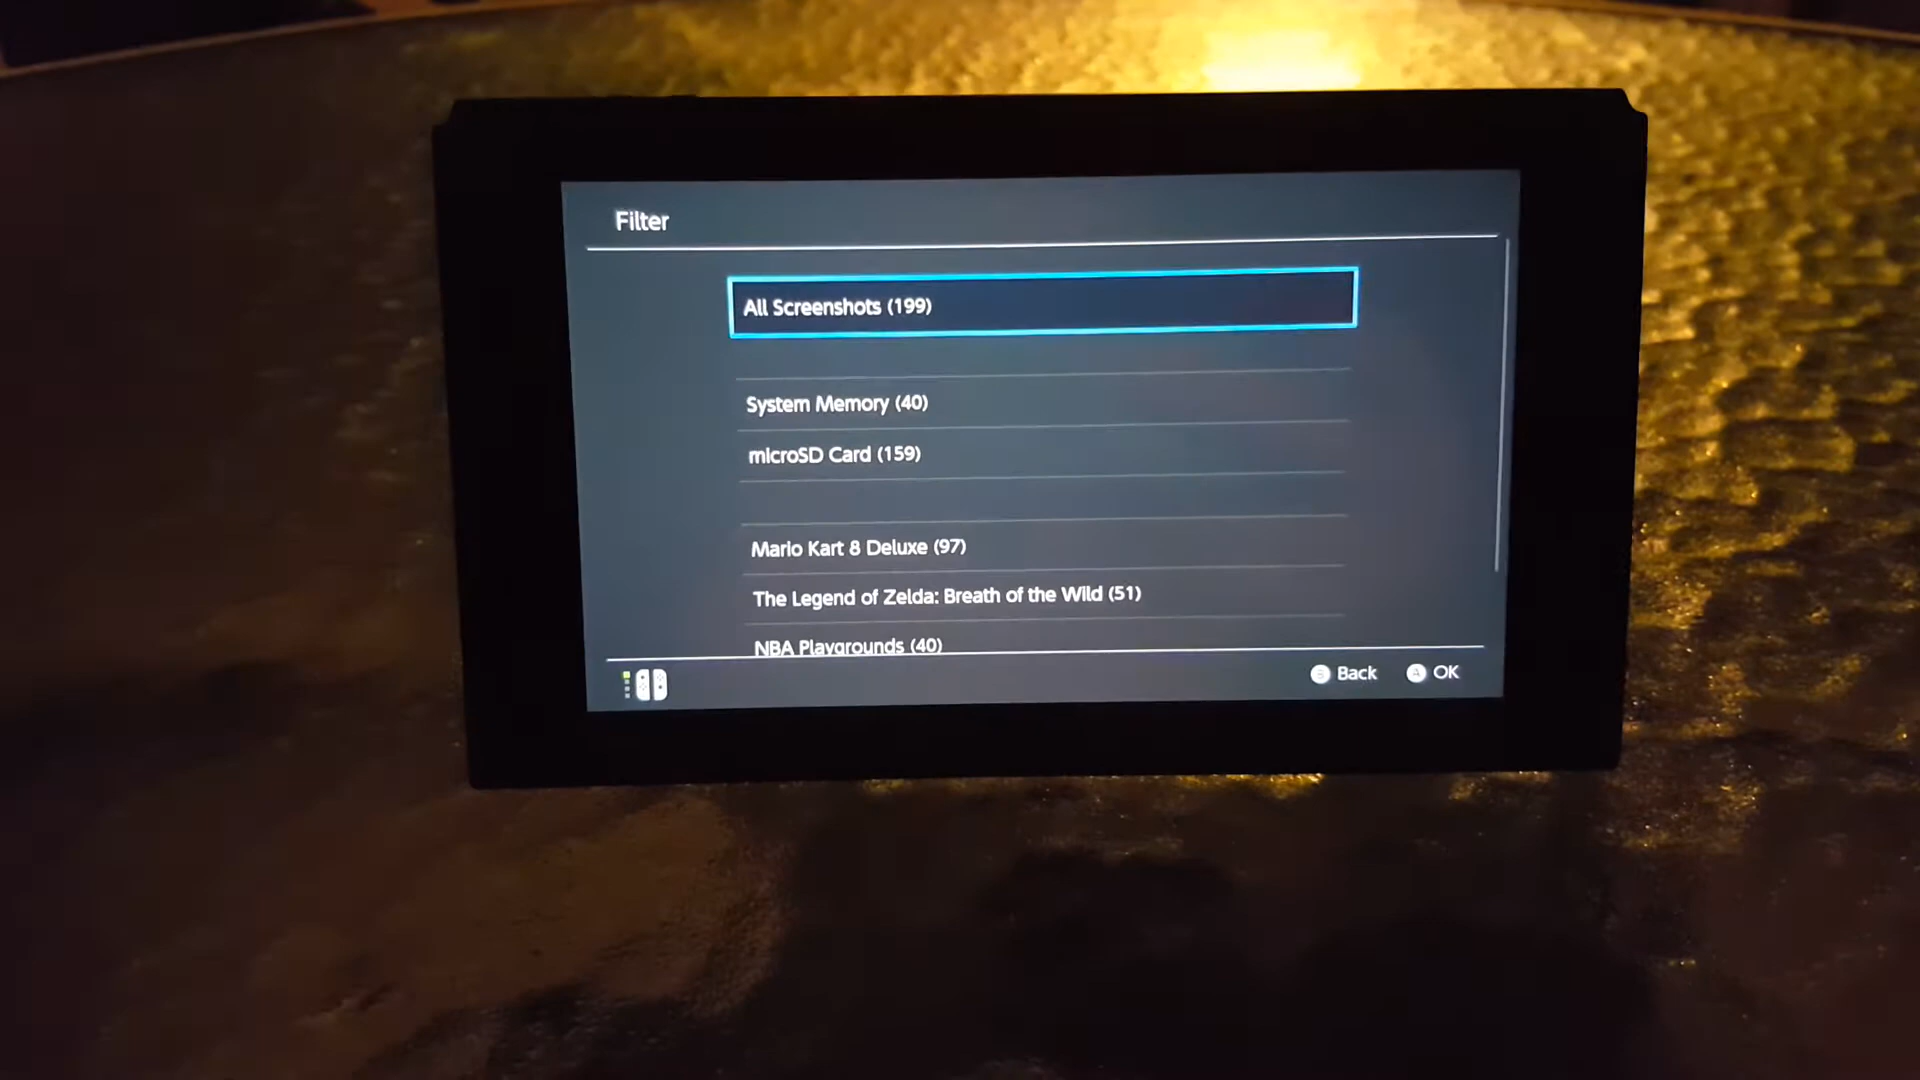 Filter
All Screenshots (199)
System Memory (40)
microSD Card (159)
Mario Kart 8 Deluxe (97)
The Legend of Zelda: Breath of the Wild (51)
NBA Playgrounds (40)
B Back A OK